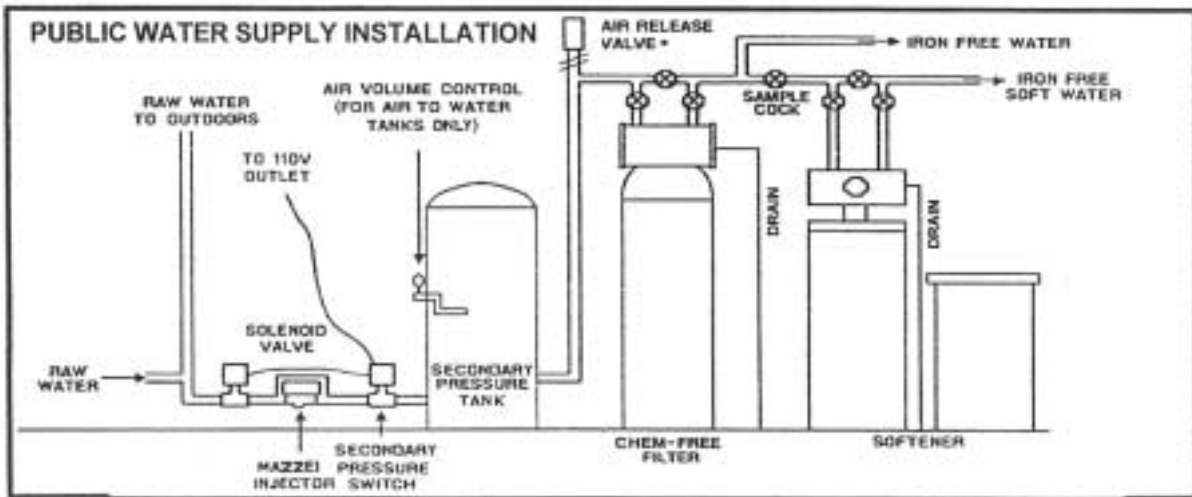 PUBLIC WATER SUPPLY INSTALLATION
AIR RELEASE
VALVE*
IRON FREE WATER
IRON FREE
SOFT WATER
SAMPLE
COCK
RAW WATER
TO OUTDOORS
AIR VOLUME CONTROL
(FOR AIR TO WATER
TANKS ONLY)
TO 110V
OUTLET
DRAIN
DRAIN
SOLENOID
VALVE
RAW
WATER
SECONDARY
PRESSURE
TANK
MAZZEI
INJECTOR
SECONDARY
PRESSURE
SWITCH
CHEM-FREE
FILTER
SOFTENER